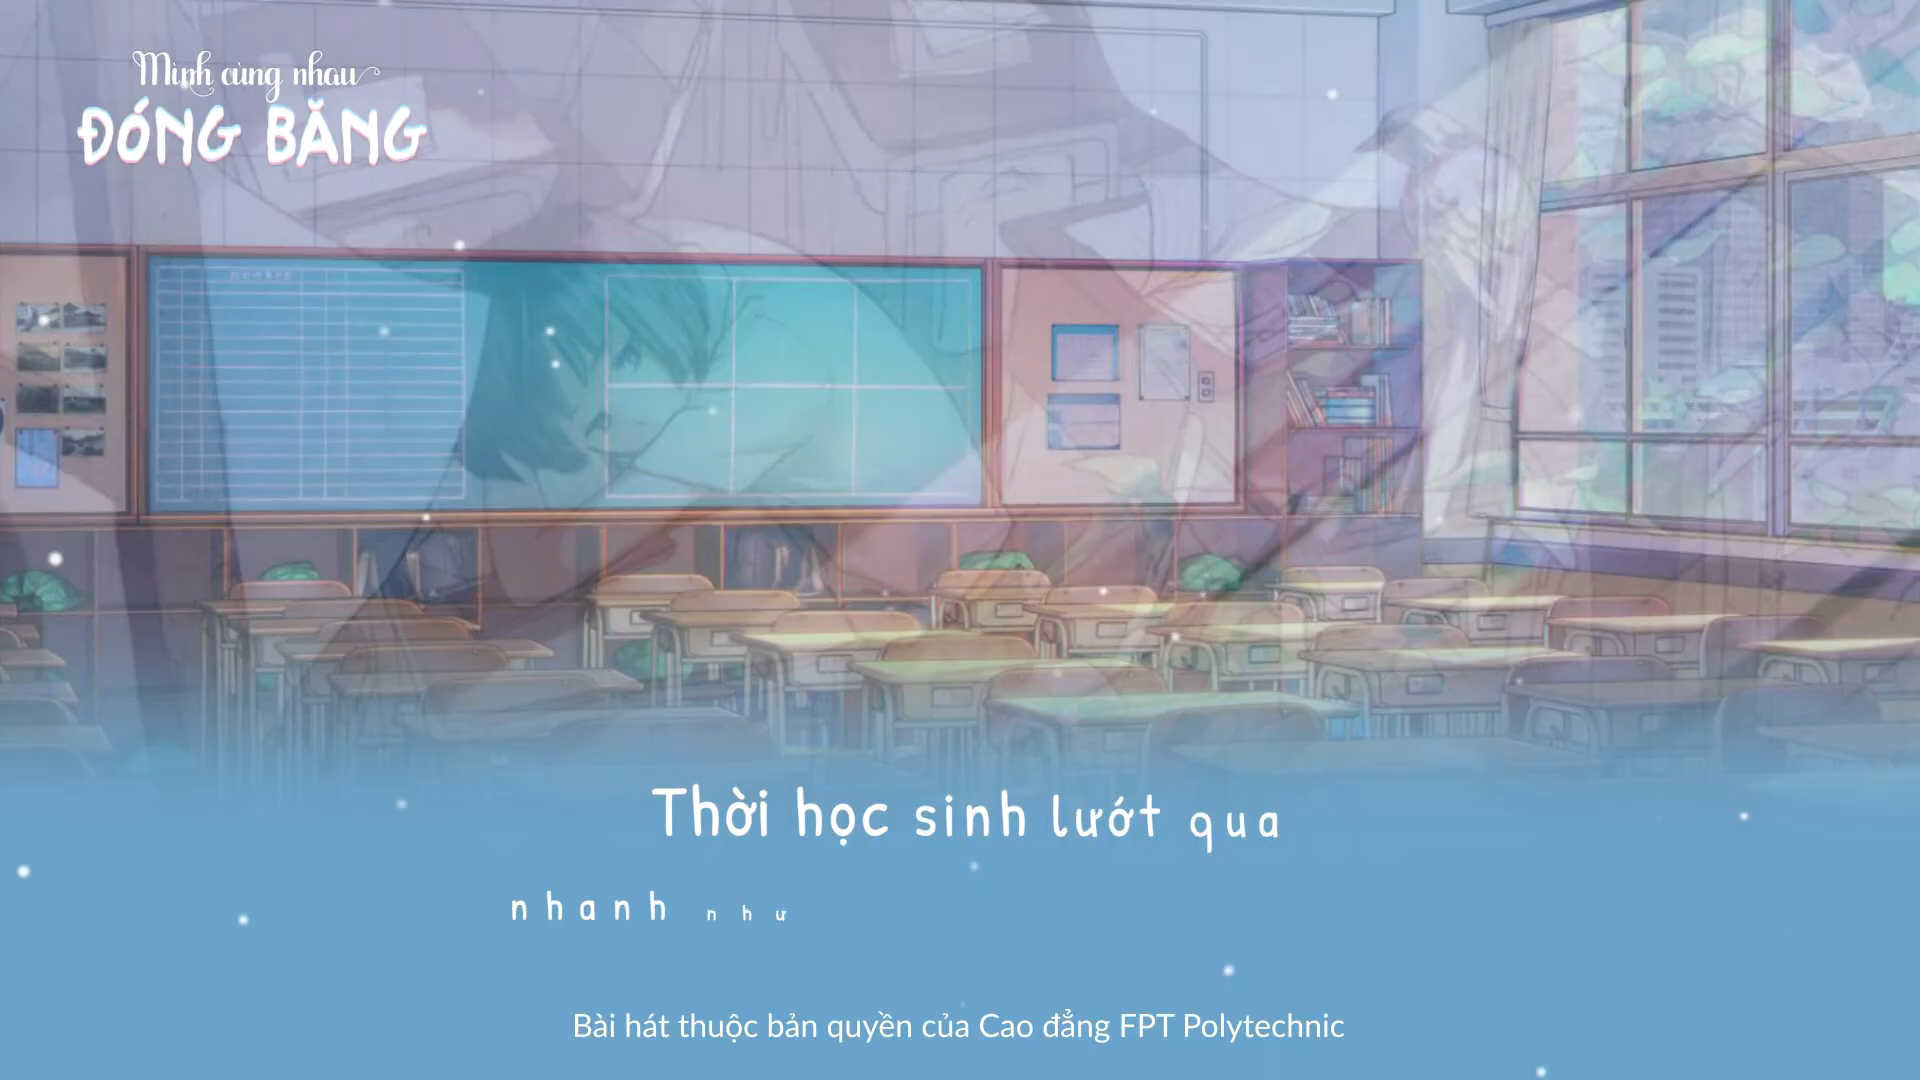 Mình cùng nhau
ĐÓNG BĂNG
Thời học sinh lướt qua
nhanh như
Bài hát thuộc bản quyền của Cao đẳng FPT Polytechnic